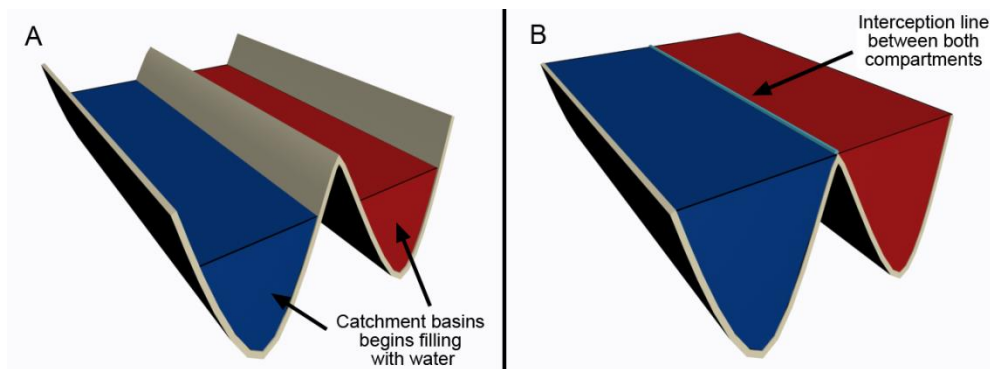 A
Catchment basins
begins filling
with water
B
Interception line
between both
compartments